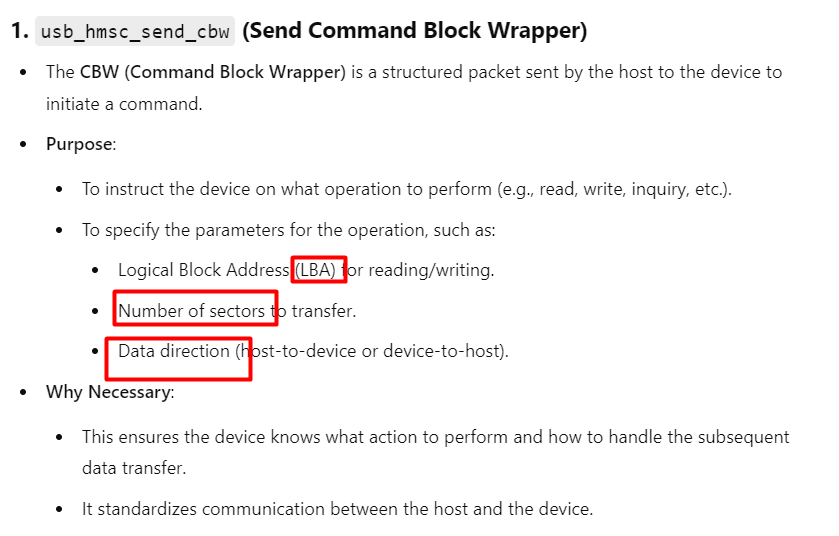 1. usb_hmsc_send_cbw (Send Command Block Wrapper)
• The CBW (Command Block Wrapper) is a structured packet sent by the host to the device to
initiate a command.
• Purpose:
• To instruct the device on what operation to perform (e.g., read, write, inquiry, etc.).
• To specify the parameters for the operation, such as:
• Logical Block Address (LBA) for reading/writing.
• Number of sectors to transfer.
• Data direction (host-to-device or device-to-host).
• Why Necessary:
• This ensures the device knows what action to perform and how to handle the subsequent
data transfer.
• It standardizes communication between the host and the device.